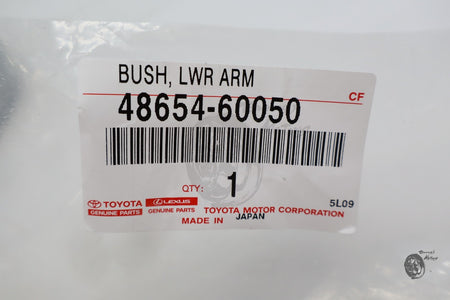 BUSH, LWR ARM
CF
48654-60050
QTY: 1
5L09
TOYOTA LEXUS
GENUINE PARTS GENUINE PARTS TOYOTA MOTOR CORPORATION
MADE IN JAPAN